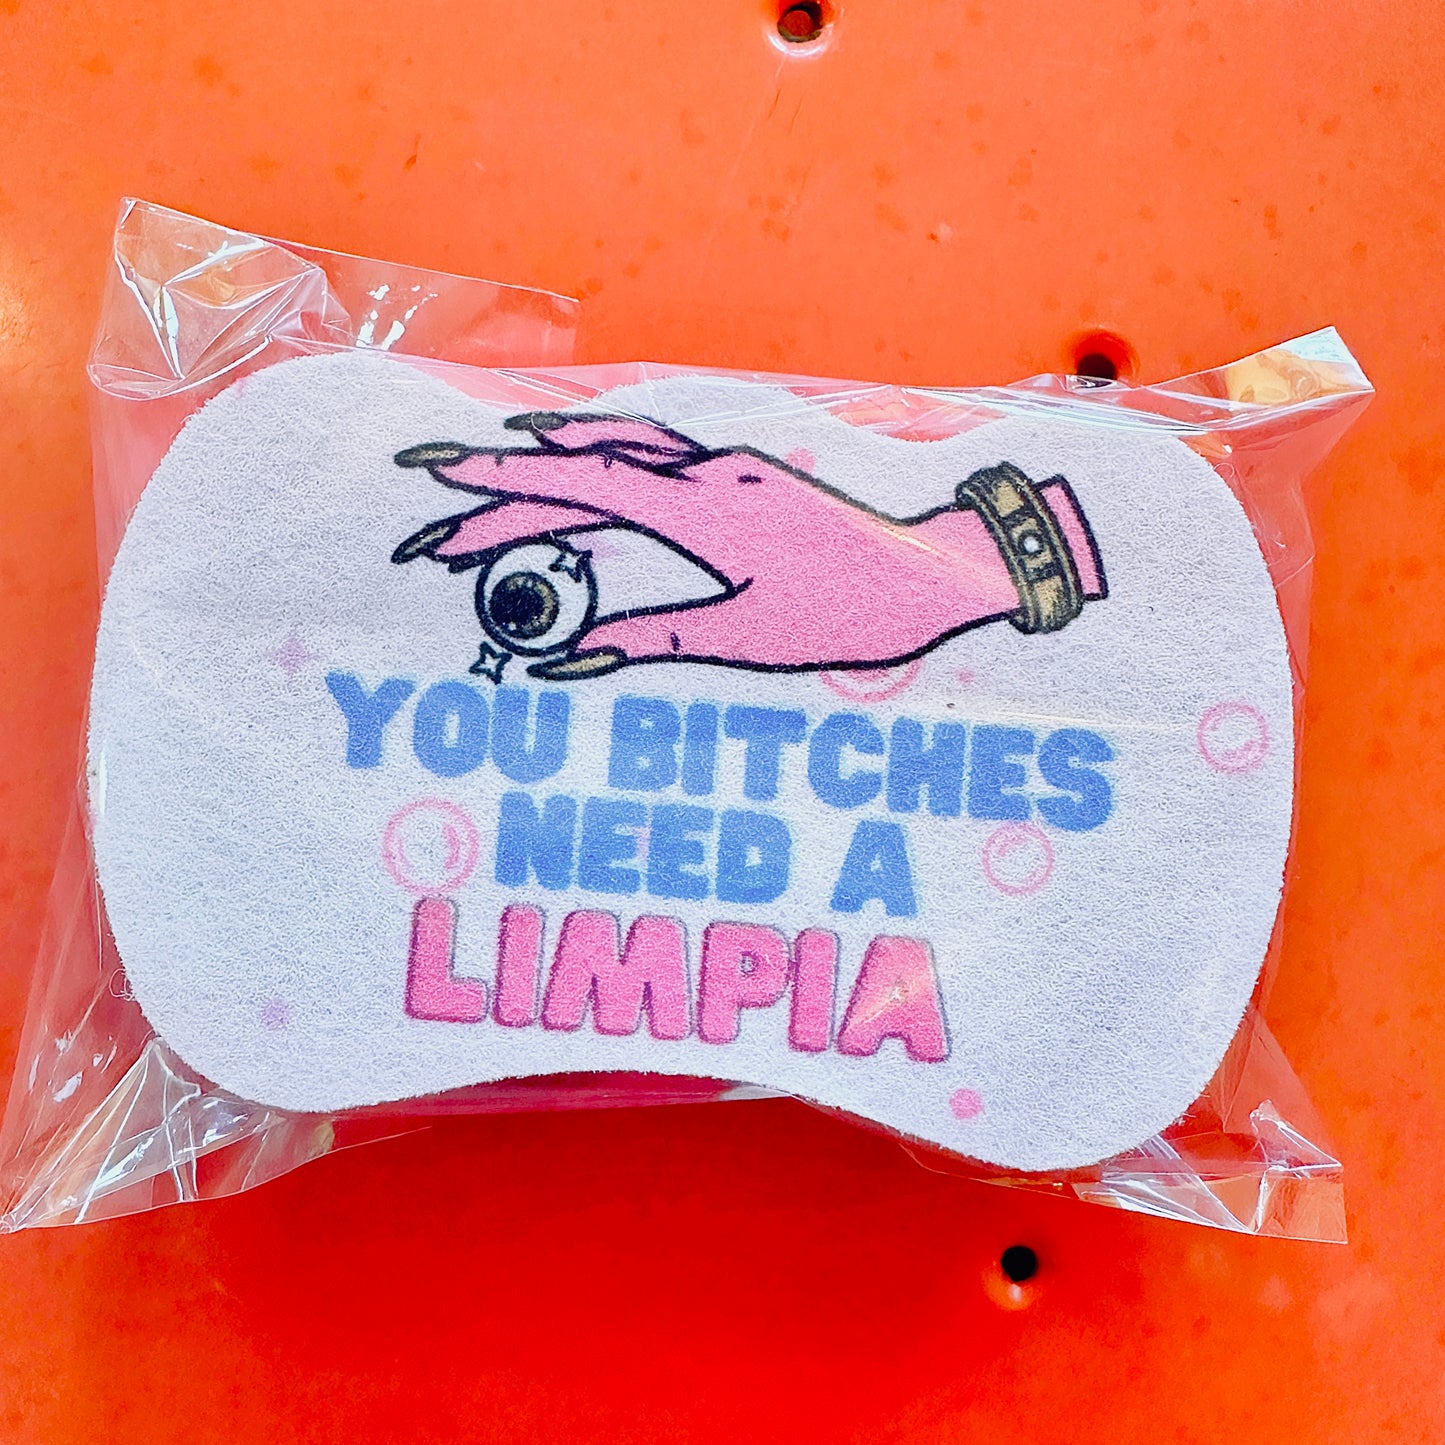 YOU BITCHES
NEED A
LIMPIA